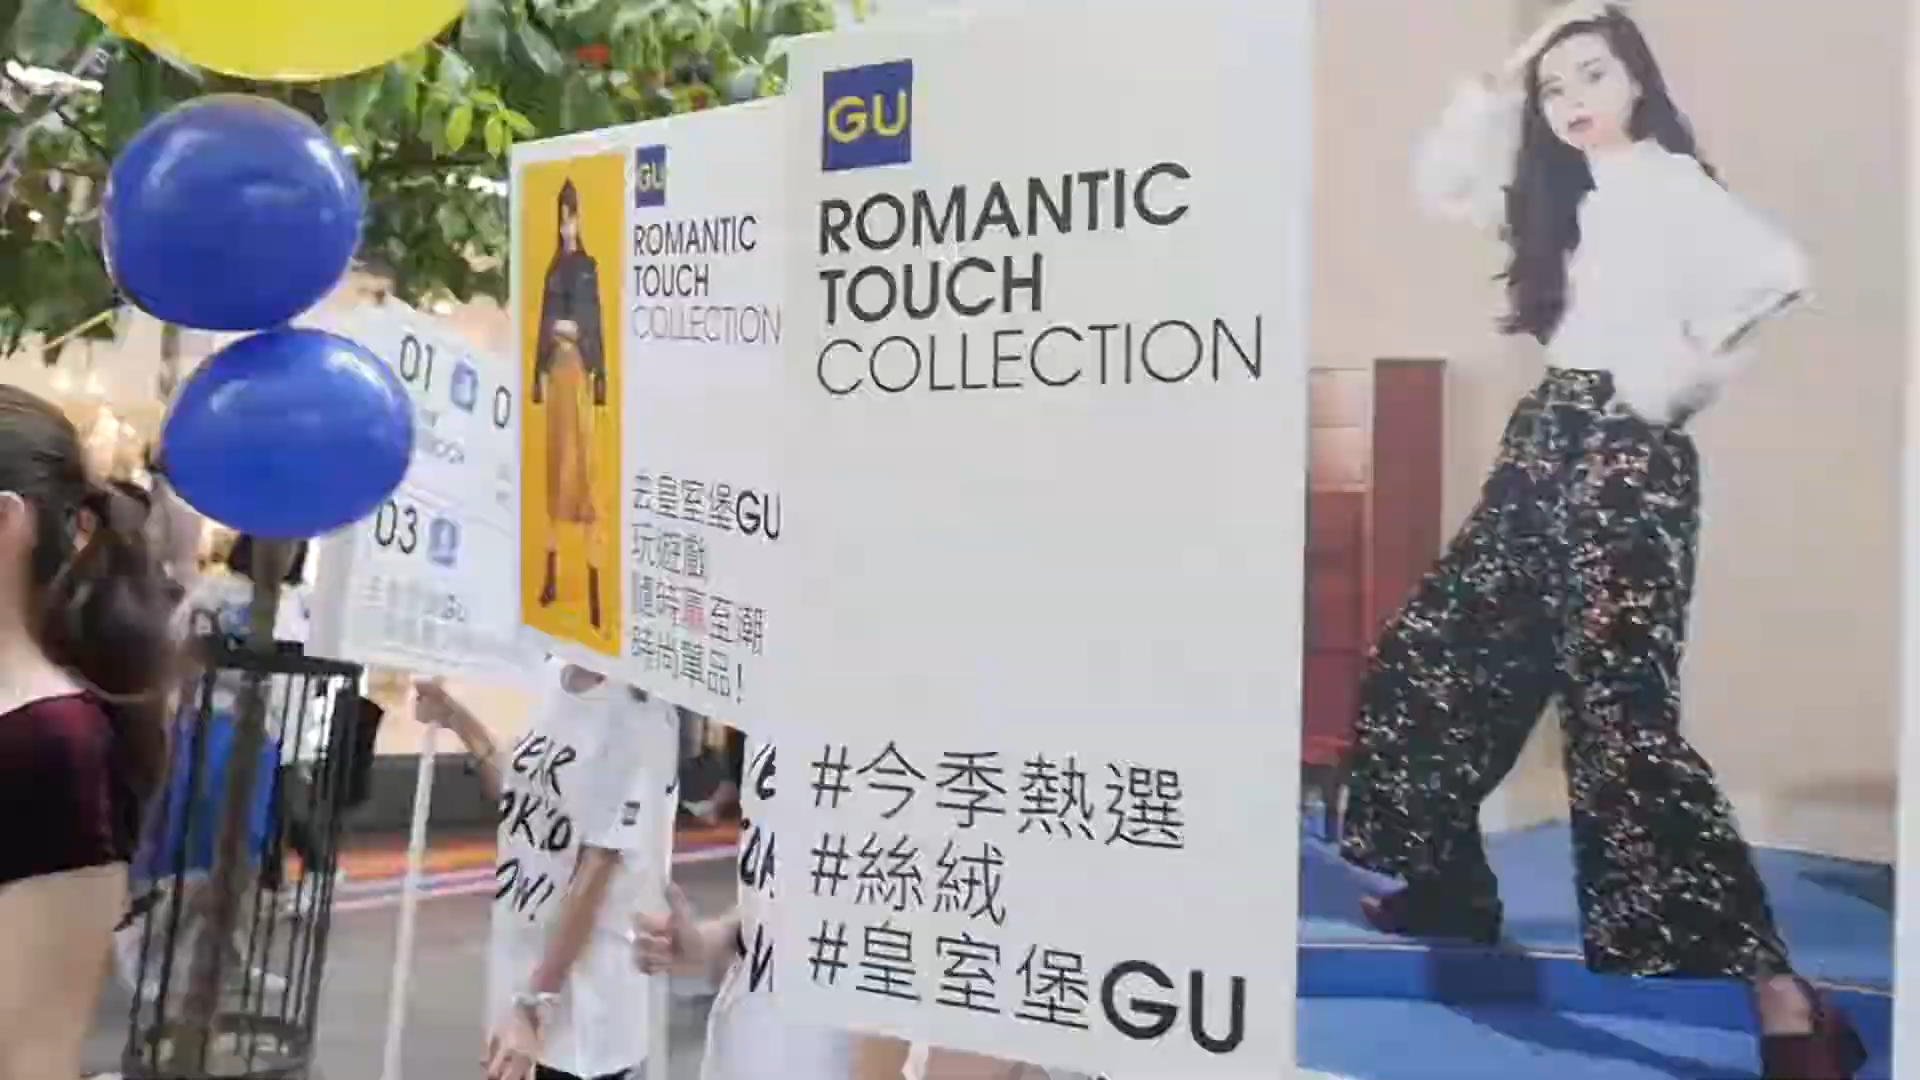 GU
ROMANTIC
TOUCH
COLLECTION
#今季熱選
#絲絨
#皇室堡GU
GU
ROMANTIC
TOUCH
COLLECTION
去皇室堡GU
玩遊戲
隨時贏至潮
時尚單品!
01
03